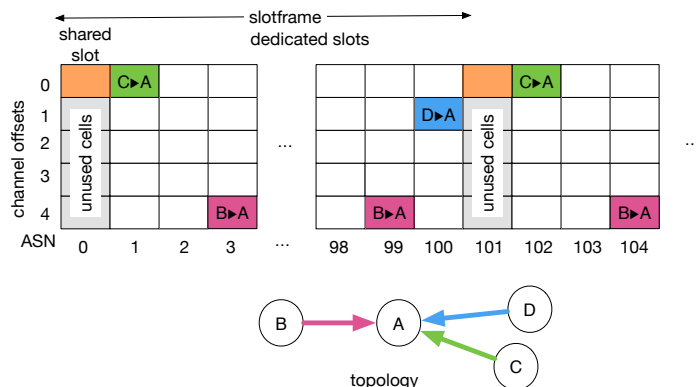 slotframe
shared slot
dedicated slots
channel offsets
0 C▸A C▸A
1 D▸A
2 ... ..
3
4 B▸A B▸A B▸A
unused cells unused cells
ASN 0 1 2 3 ... 98 99 100 101 102 103 104
B A D
C
topology